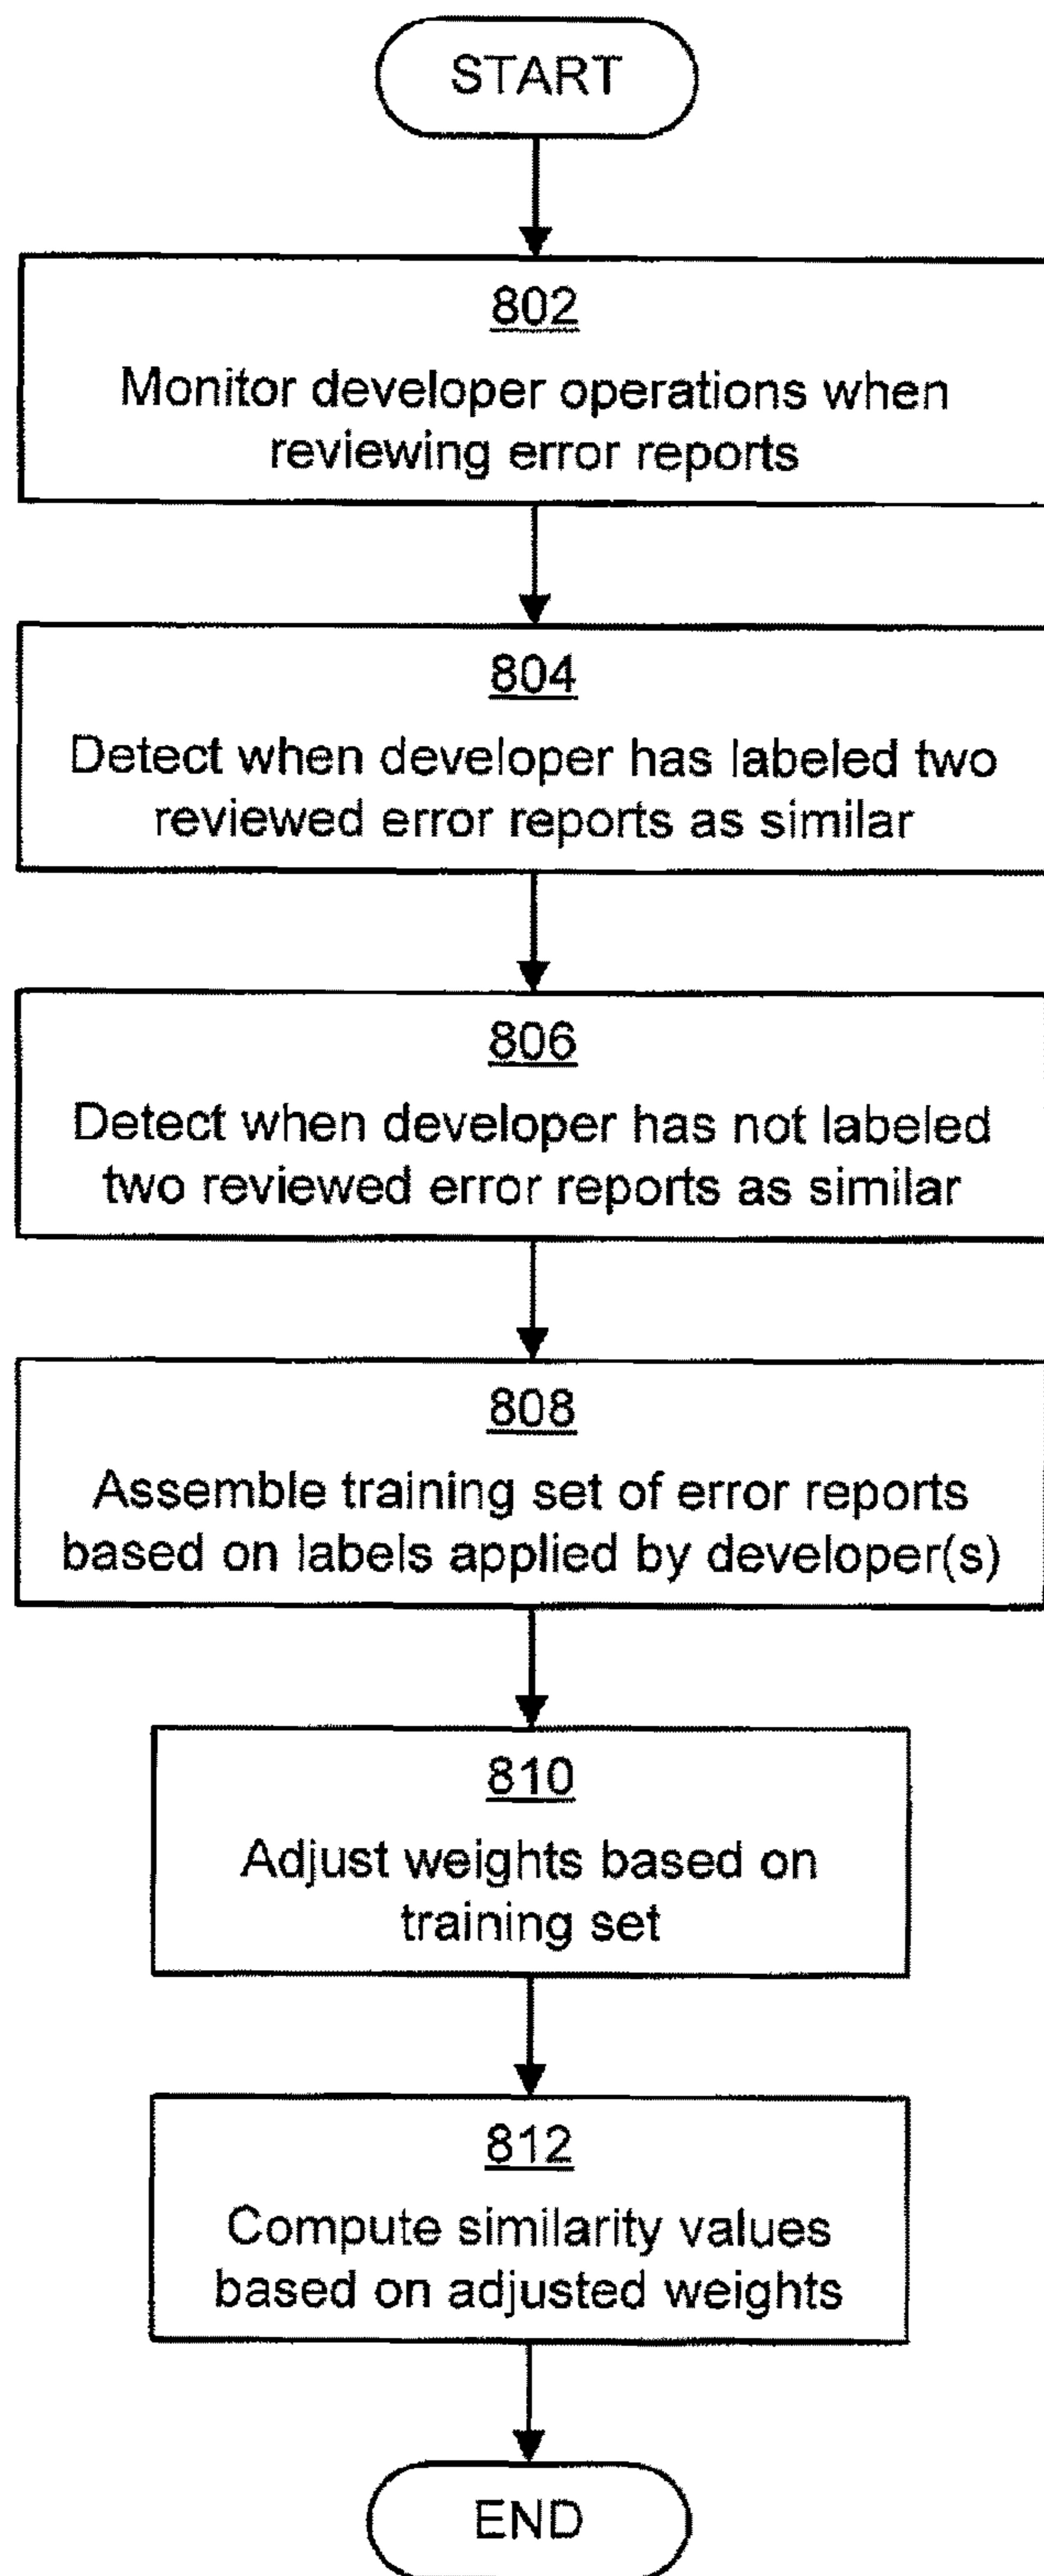 START
802
Monitor developer operations when
reviewing error reports
804
Detect when developer has labeled two
reviewed error reports as similar
806
Detect when developer has not labeled
two reviewed error reports as similar
808
Assemble training set of error reports
based on labels applied by developer(s)
810
Adjust weights based on
training set
812
Compute similarity values
based on adjusted weights
END